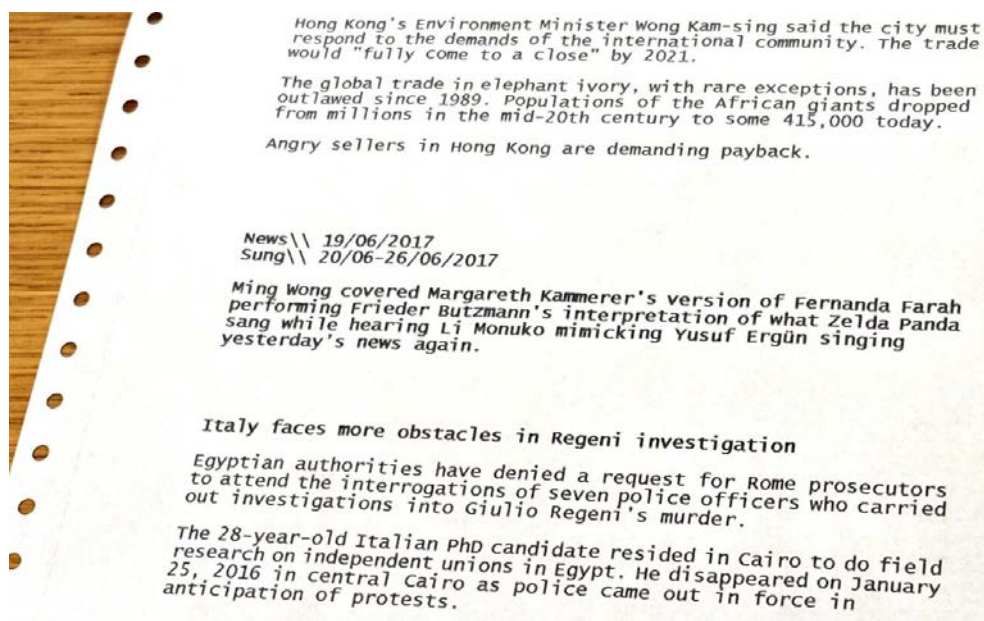 Hong Kong's Environment Minister Wong Kam-sing said the city must
respond to the demands of the international community. The trade
would "fully come to a close" by 2021.
The global trade in elephant ivory, with rare exceptions, has been
outlawed since 1989. Populations of the African giants dropped
from millions in the mid-20th century to some 415,000 today.
Angry sellers in Hong Kong are demanding payback.
News\\ 19/06/2017
Sung\\ 20/06-26/06/2017
Ming Wong covered Margareth Kammerer's version of Fernanda Farah
performing Frieder Butzmann's interpretation of what Zelda Panda
sang while hearing Li Monuko mimicking Yusuf Ergün singing
yesterday's news again.
Italy faces more obstacles in Regeni investigation
Egyptian authorities have denied a request for Rome prosecutors
to attend the interrogations of seven police officers who carried
out investigations into Giulio Regeni's murder.
The 28-year-old Italian PhD candidate resided in Cairo to do field
research on independent unions in Egypt. He disappeared on January
25, 2016 in central Cairo as police came out in force in
anticipation of protests.